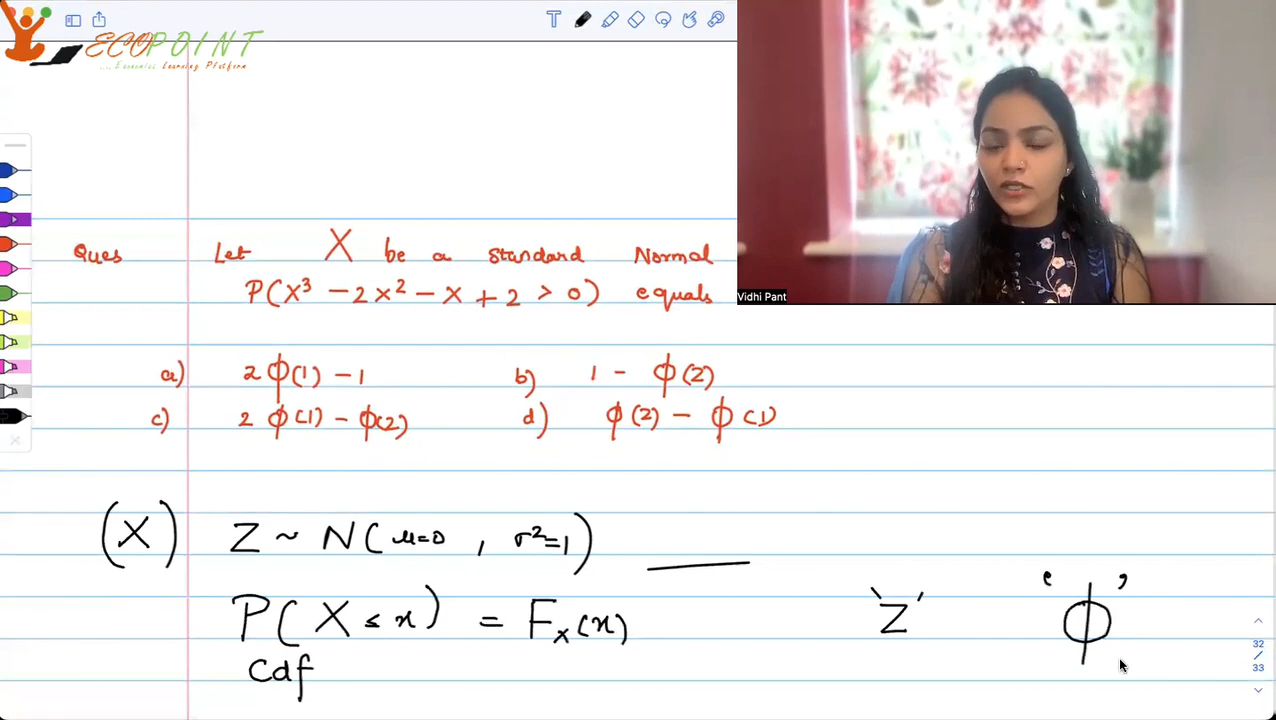 ECOPOINT
....Economics Learning Platform
Ques Let X be a Standard Normal
P(X³ - 2x² - x + 2 > 0) equals
Vidhi Pant
a) 2ϕ(1) - 1 b) 1 - ϕ(2)
c) 2ϕ(1) - ϕ(2) d) ϕ(2) - ϕ(1)
(X) Z ~ N(μ=0, σ²=1)
P(X ≤ x) = Fₓ(x) 'Z' 'ϕ'
Cdf
32
/
33